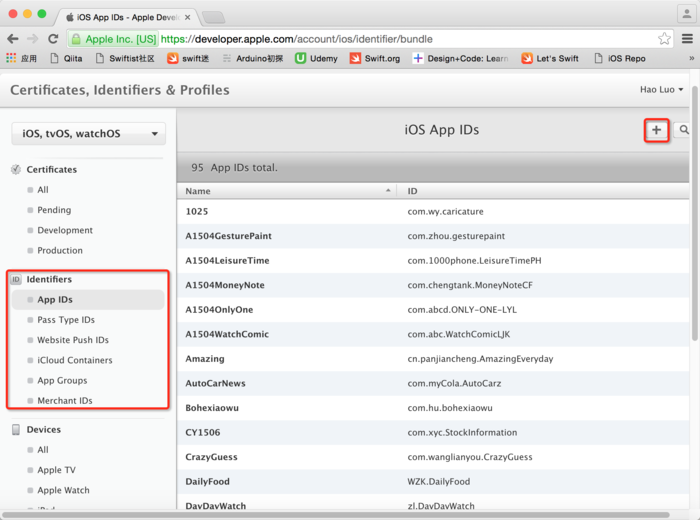 iOS App IDs - Apple Devel
Apple Inc. [US] https://developer.apple.com/account/ios/identifier/bundle
应用 Qiita Swiftist社区 swift迷 Arduino初探 Udemy Swift.org Design+Code: Learn Let's Swift iOS Repo »
Certificates, Identifiers & Profiles
Hao Luo
iOS, tvOS, watchOS
iOS App IDs
95 App IDs total.
Certificates
All
Pending
Development
Production
ID Identifiers
App IDs
Pass Type IDs
Website Push IDs
iCloud Containers
App Groups
Merchant IDs
Devices
All
Apple TV
Apple Watch
iPad
Name ID
1025 com.wy.caricature
A1504GesturePaint com.zhou.gesturepaint
A1504LeisureTime com.1000phone.LeisureTimePH
A1504MoneyNote com.chengtank.MoneyNoteCF
A1504OnlyOne com.abcd.ONLY-ONE-LYL
A1504WatchComic com.abc.WatchComicLJK
Amazing cn.panjiancheng.AmazingEveryday
AutoCarNews com.myCola.AutoCarz
Bohexiaowu com.hu.bohexiaowu
CY1506 com.xyc.StockInformation
CrazyGuess com.wanglianyou.CrazyGuess
DailyFood WZK.DailyFood
DayDayWatch zl.DayDayWatch